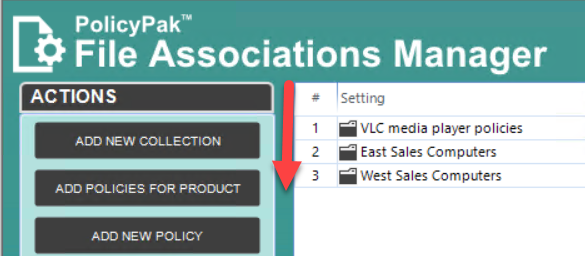 PolicyPak™
File Associations Manager
ACTIONS
ADD NEW COLLECTION
ADD POLICIES FOR PRODUCT
ADD NEW POLICY
# Setting
1 VLC media player policies
2 East Sales Computers
3 West Sales Computers